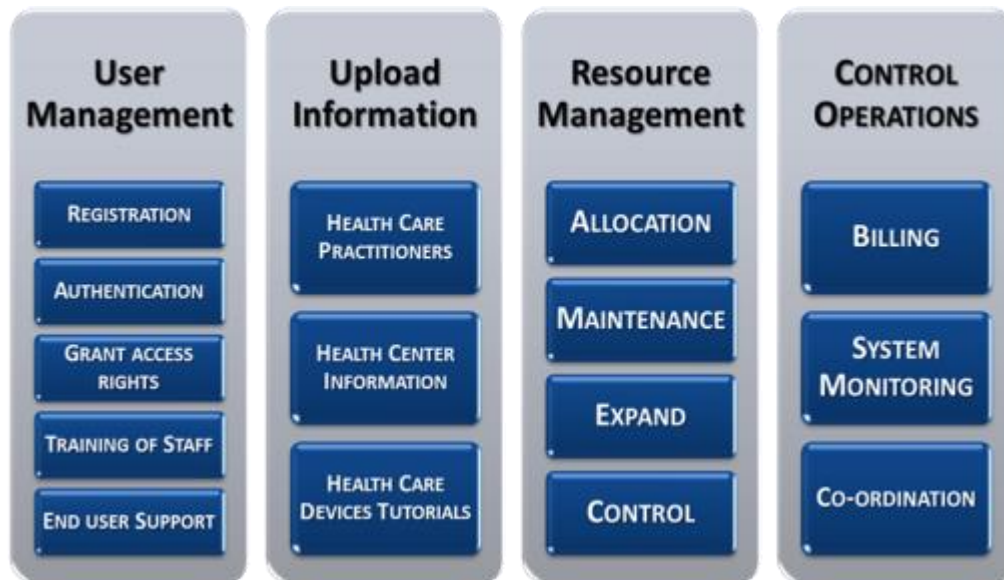 User
Management
REGISTRATION
AUTHENTICATION
GRANT ACCESS
RIGHTS
TRAINING OF STAFF
END USER SUPPORT
Upload
Information
HEALTH CARE
PRACTITIONERS
HEALTH CENTER
INFORMATION
HEALTH CARE
DEVICES TUTORIALS
Resource
Management
ALLOCATION
MAINTENANCE
EXPAND
CONTROL
CONTROL
OPERATIONS
BILLING
SYSTEM
MONITORING
CO-ORDINATION